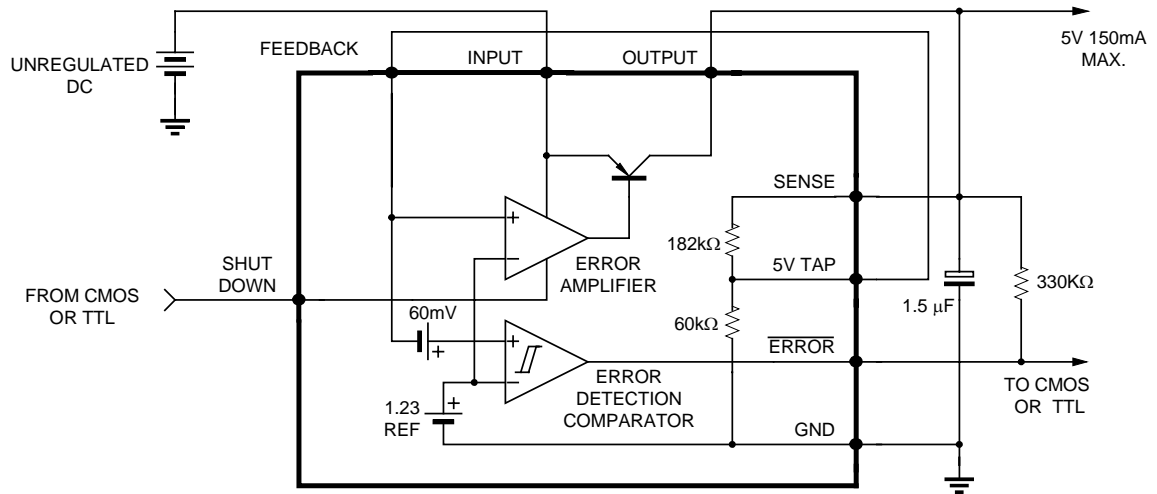 FEEDBACK
INPUT
OUTPUT
5V 150mA
MAX.
UNREGULATED
DC
SENSE
+
182kΩ
–
ERROR
AMPLIFIER
5V TAP
SHUT
DOWN
FROM CMOS
OR TTL
330KΩ
1.5 μF
60mV
+
+
60kΩ
ERROR
–
ERROR
DETECTION
COMPARATOR
TO CMOS
OR TTL
1.23
REF
+
GND